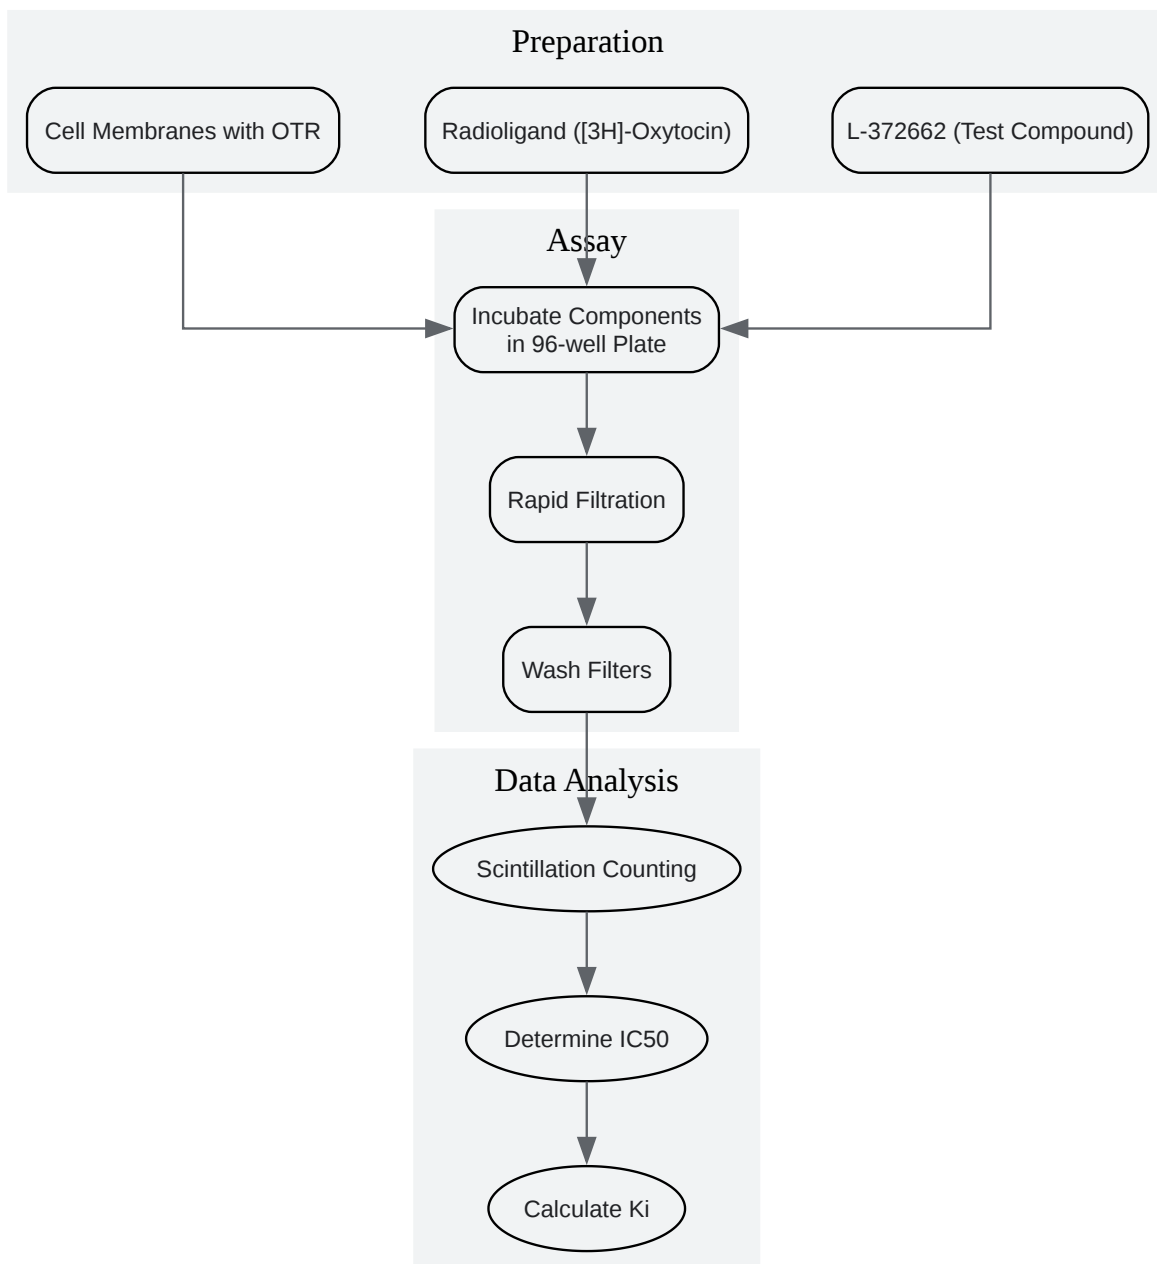 Preparation
Cell Membranes with OTR
Radioligand ([3H]-Oxytocin)
L-372662 (Test Compound)
Assay
Incubate Components
in 96-well Plate
Rapid Filtration
Wash Filters
Data Analysis
Scintillation Counting
Determine IC50
Calculate Ki